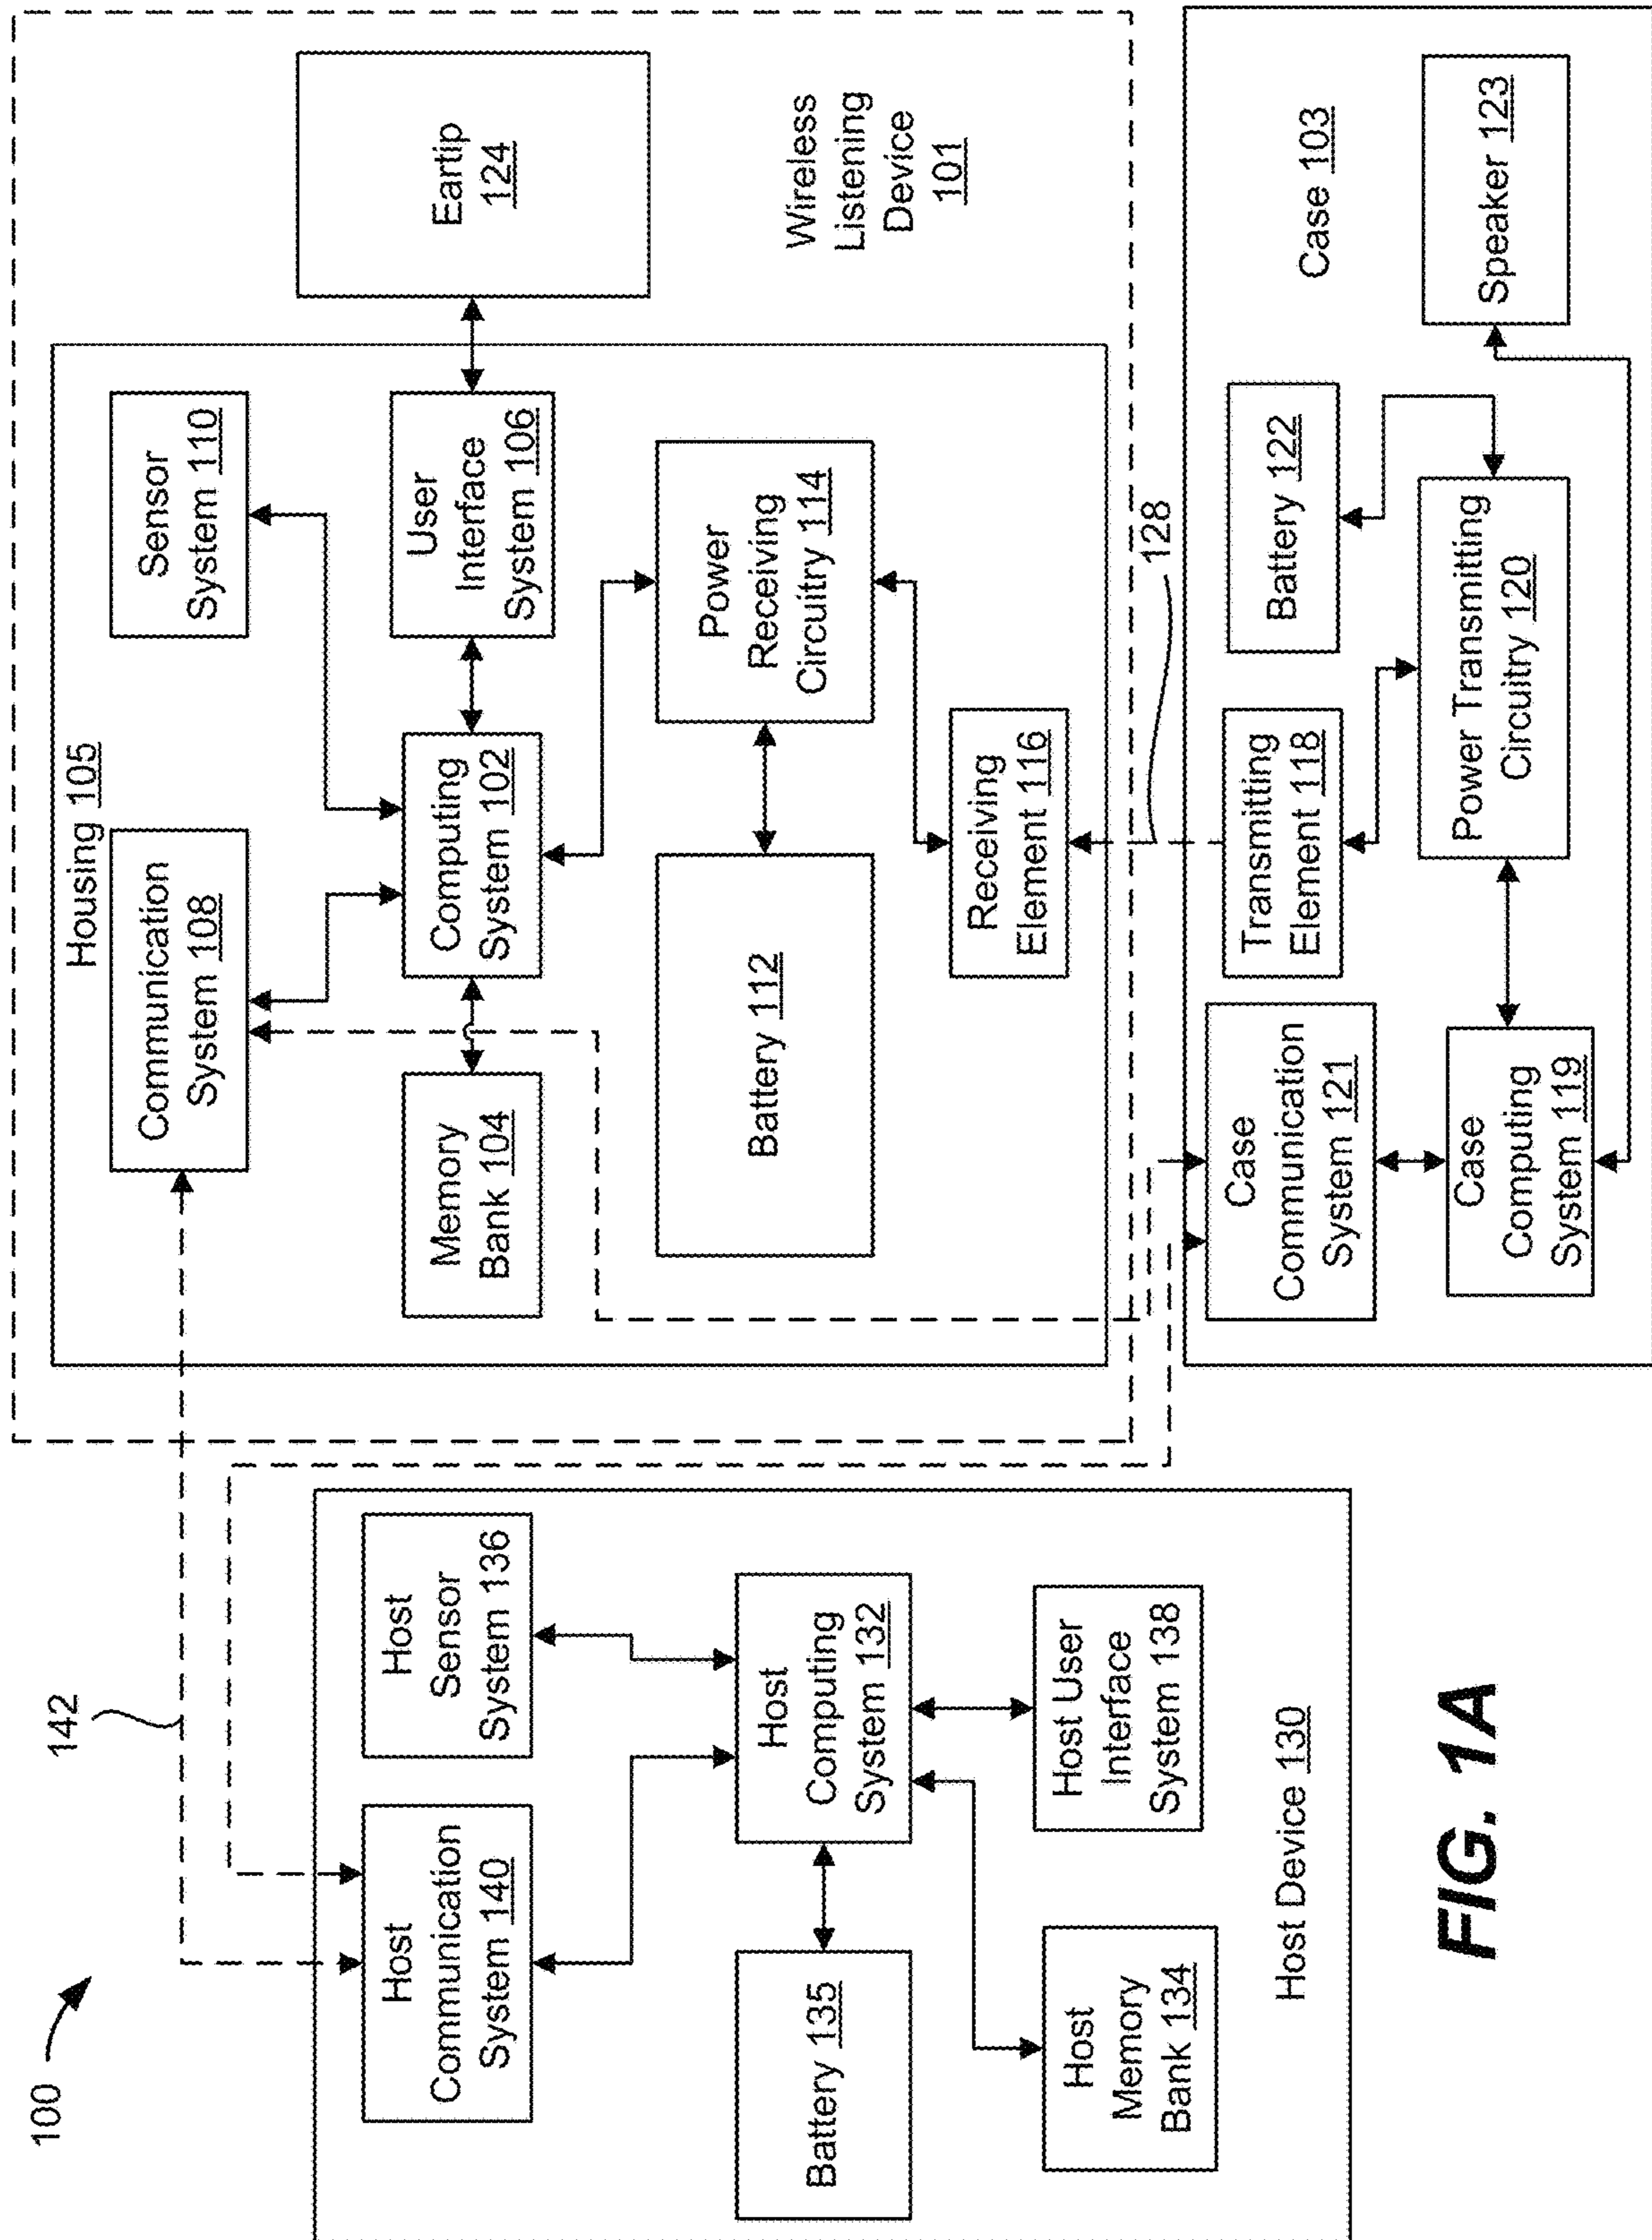 100
142
Host
Communication
System 140
Host
Sensor
System 136
Battery 135
Host
Computing
System 132
Host
Memory
Bank 134
Host User
Interface
System 138
Host Device 130
Housing 105
Communication
System 108
Sensor
System 110
Memory
Bank 104
Computing
System 102
User
Interface
System 106
Eartip
124
Battery 112
Power
Receiving
Circuitry 114
Receiving
Element 116
Wireless
Listening
Device
101
128
Case
Communication
System 121
Transmitting
Element 118
Battery 122
Case 103
Case
Computing
System 119
Power Transmitting
Circuitry 120
Speaker 123
FIG. 1A